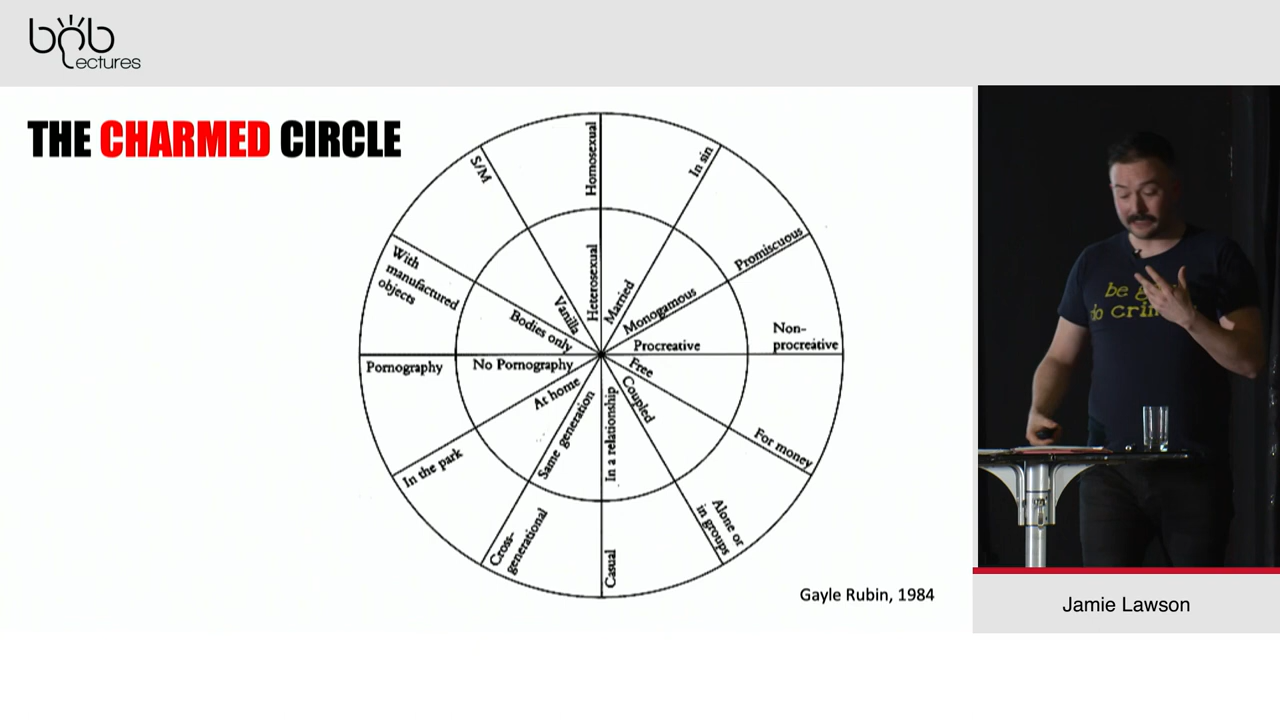 bob
Lectures
THE CHARMED CIRCLE
Homosexual
In sin
Promiscuous
Non-
procreative
For money
Alone or
in groups
Casual
Cross-
generational
In the park
Pornography
With
manufactured
objects
S/M
Heterosexual
Married
Monogamous
Procreative
Free
Coupled
In a relationship
Same generation
At home
No Pornography
Bodies only
Vanilla
Gayle Rubin, 1984
be
do
Jamie Lawson